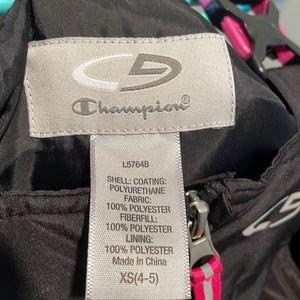 Champion®
L5764B
SHELL: COATING:
POLYURETHANE
FABRIC:
100% POLYESTER
FIBERFILL:
100% POLYESTER
LINING:
100% POLYESTER
Made in China
XS(4-5)